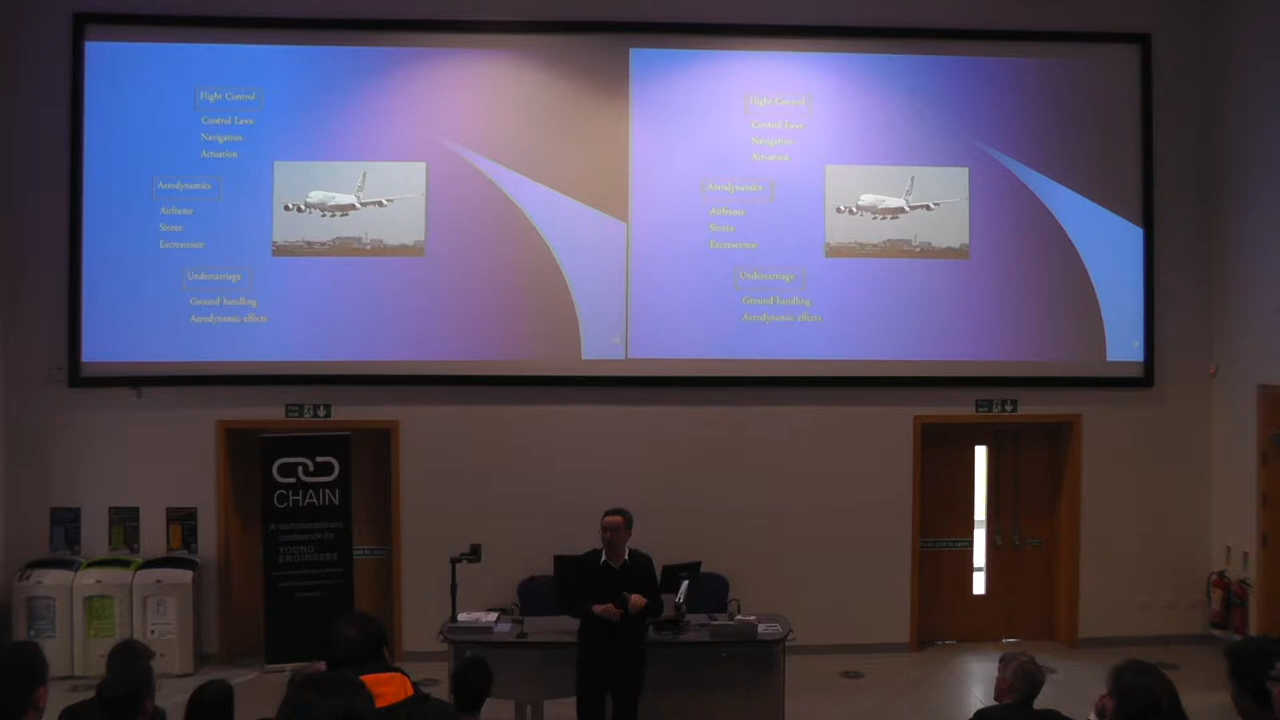 Flight Control
Control Laws
Navigation
Actuation
Aerodynamics
Airframe
Stores
Excrescence
Undercarriage
Ground handling
Aerodynamic effects
Flight Control
Control Laws
Navigation
Actuation
Aerodynamics
Airframe
Stores
Excrescence
Undercarriage
Ground handling
Aerodynamic effects
CHAIN
A multidisciplinary
conference for
YOUNG
ENGINEERS